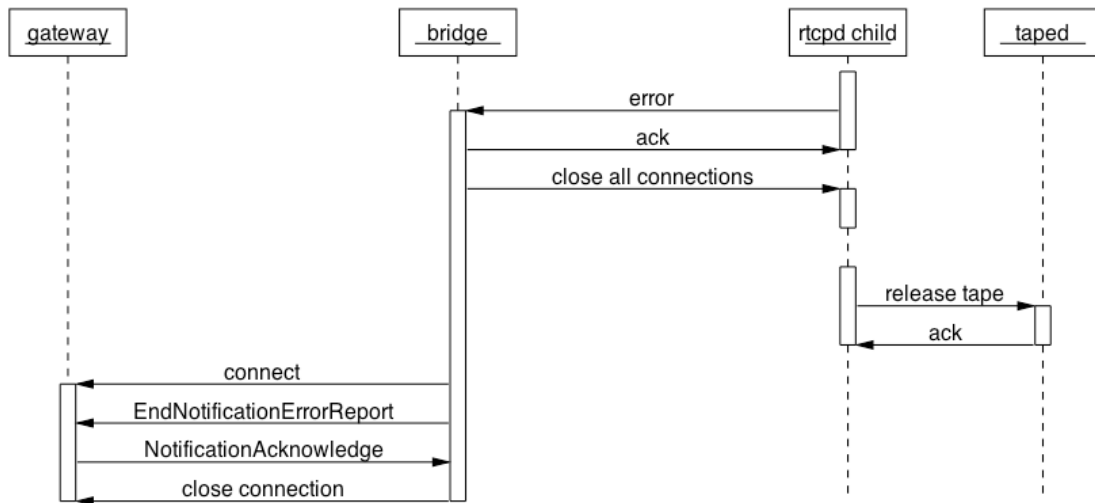 gateway
bridge
rtcpd child
taped
error
ack
close all connections
release tape
ack
connect
EndNotificationErrorReport
NotificationAcknowledge
close connection